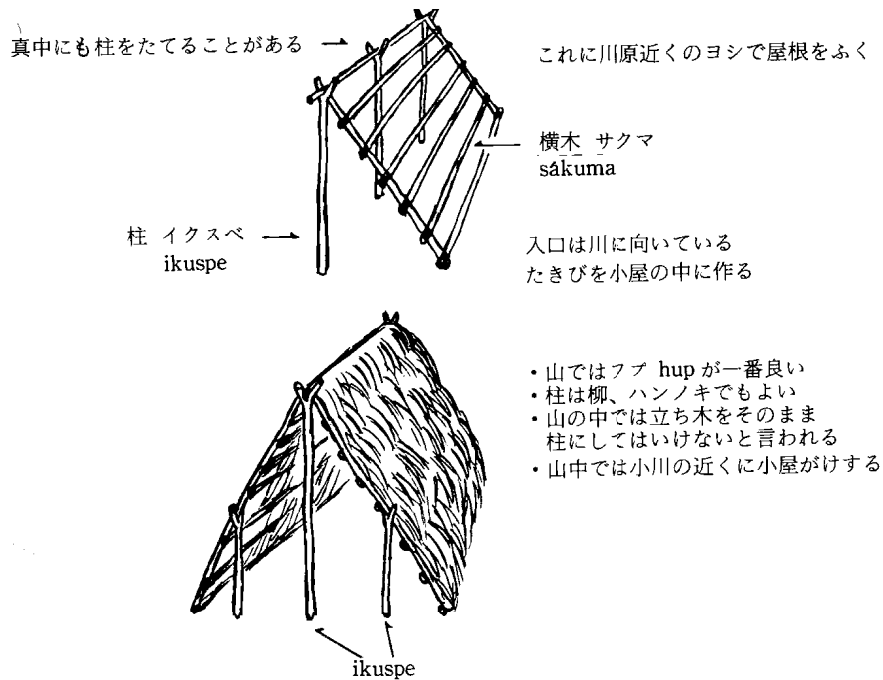 真中にも柱をたてることがある
これに川原近くのヨシで屋根をふく
横木 サクマ
sákuma
柱 イクスペ
ikuspe
入口は川に向いている
たきびを小屋の中に作る
・山ではフプ hup が一番良い
・柱は柳、ハンノキでもよい
・山の中では立ち木をそのまま
柱にしてはいけないと言われる
・山中では小川の近くに小屋がけする
ikuspe